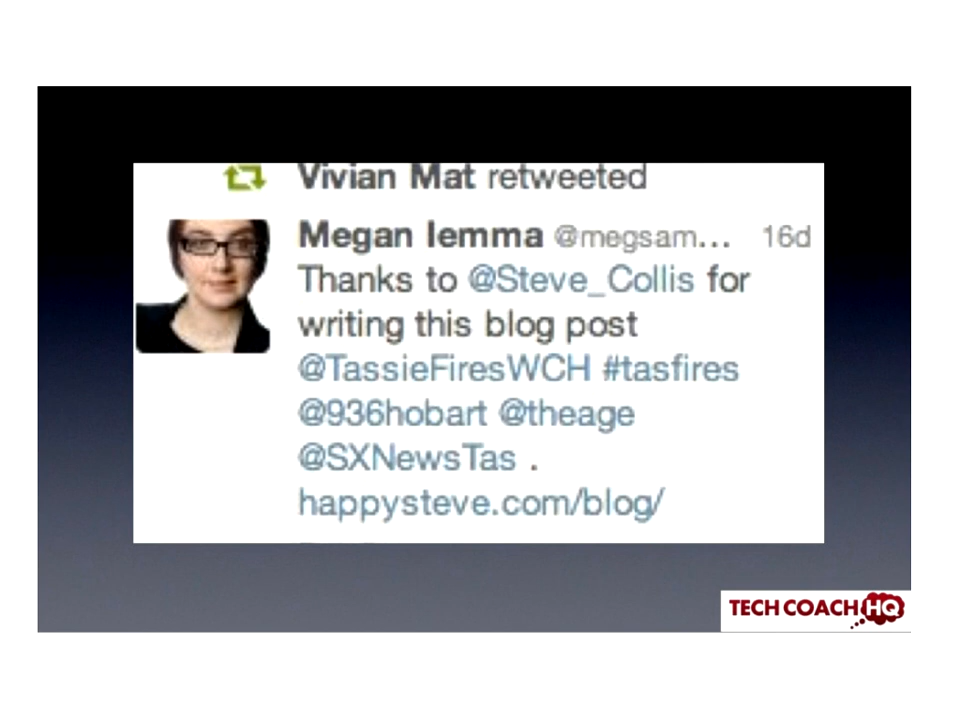 Vivian Mat retweeted
Megan Iemma @megsam... 16d
Thanks to @Steve_Collis for
writing this blog post
@TassieFiresWCH #tasfires
@936hobart @theage
@SXNewsTas .
happysteve.com/blog/
TECH COACH HQ